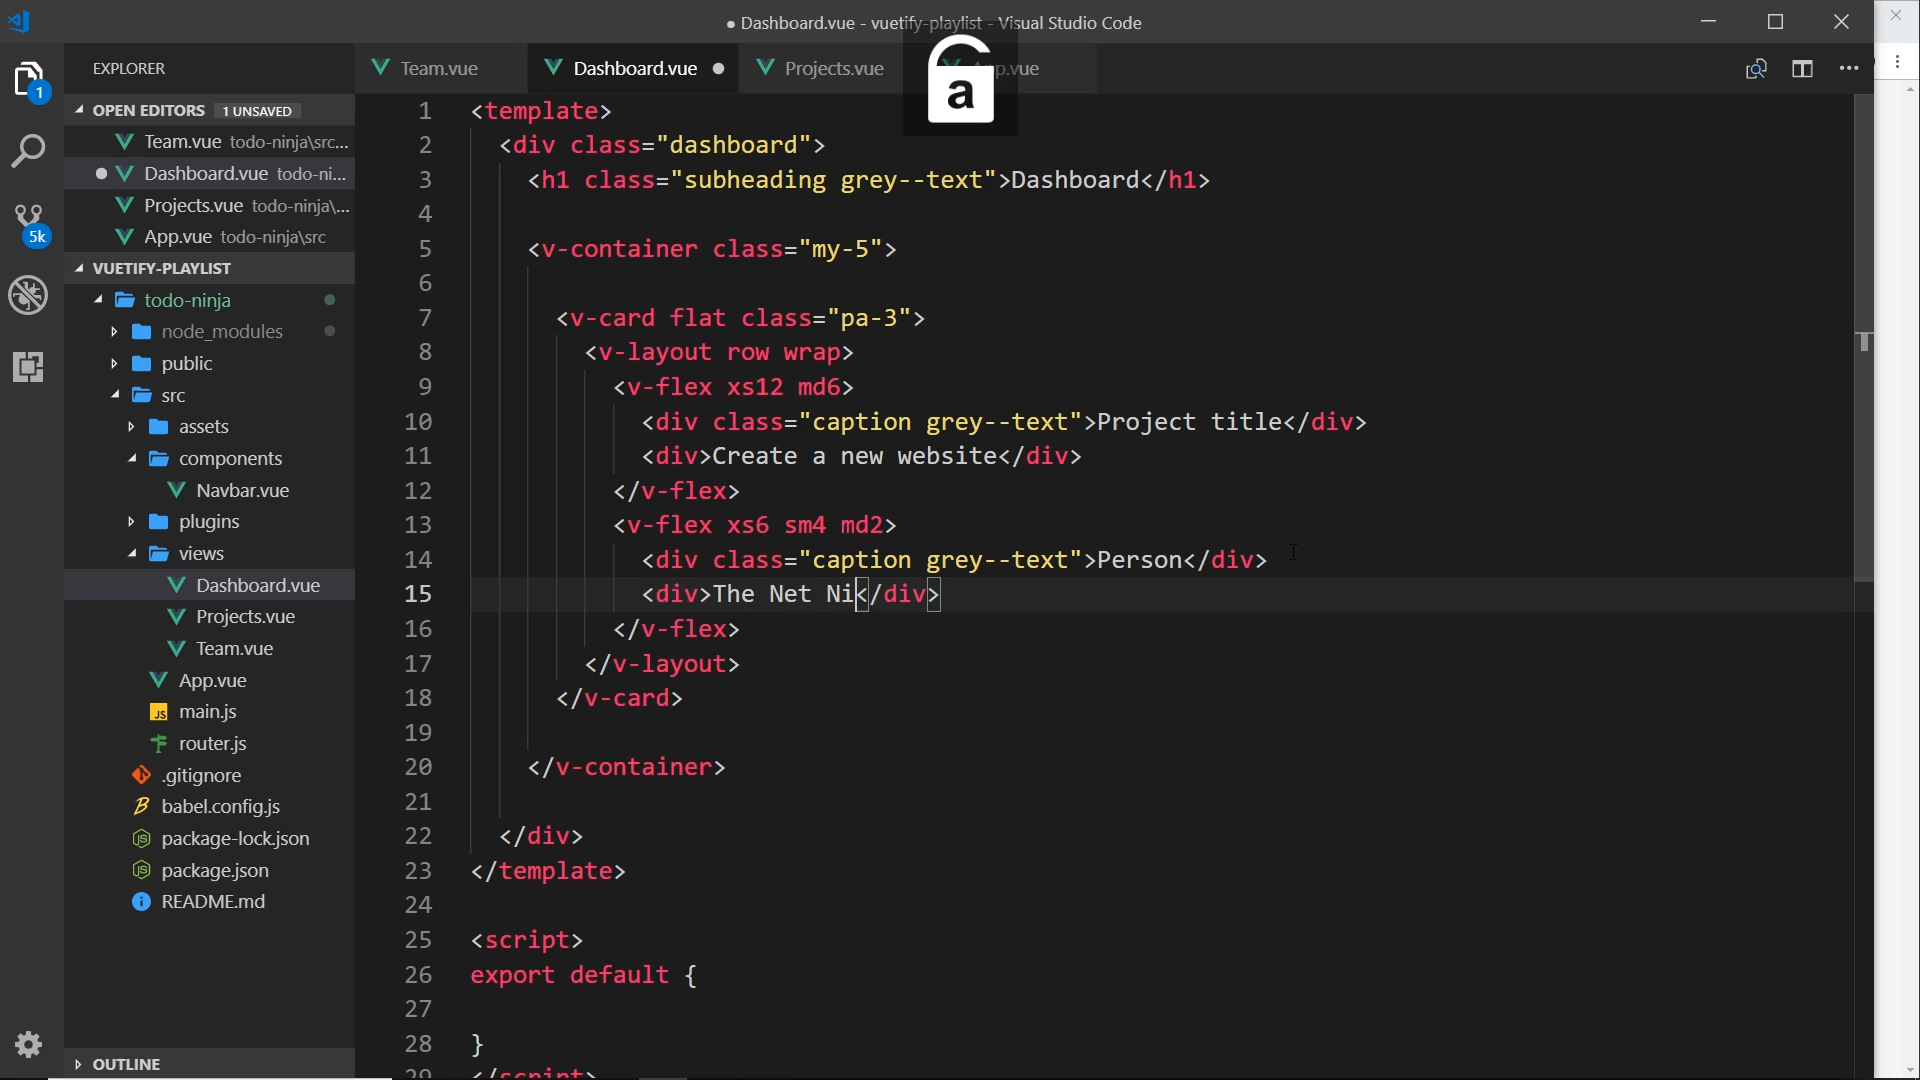 ● Dashboard.vue - vuetify-playlist - Visual Studio Code
EXPLORER
Team.vue
Dashboard.vue
Projects.vue
App.vue
a
1
OPEN EDITORS 1 UNSAVED
Team.vue todo-ninja\src...
Dashboard.vue todo-ni...
Projects.vue todo-ninja\...
App.vue todo-ninja\src
5k
VUETIFY-PLAYLIST
todo-ninja
node_modules
public
src
assets
components
Navbar.vue
plugins
views
Dashboard.vue
Projects.vue
Team.vue
App.vue
JS main.js
router.js
.gitignore
babel.config.js
package-lock.json
package.json
README.md
OUTLINE
1 <template>
2 <div class="dashboard">
3 <h1 class="subheading grey--text">Dashboard</h1>
4
5 <v-container class="my-5">
6
7 <v-card flat class="pa-3">
8 <v-layout row wrap>
9 <v-flex xs12 md6>
10 <div class="caption grey--text">Project title</div>
11 <div>Create a new website</div>
12 </v-flex>
13 <v-flex xs6 sm4 md2>
14 <div class="caption grey--text">Person</div>
15 <div>The Net Ni</div>
16 </v-flex>
17 </v-layout>
18 </v-card>
19
20 </v-container>
21
22 </div>
23 </template>
24
25 <script>
26 export default {
27
28 }
29 </script>